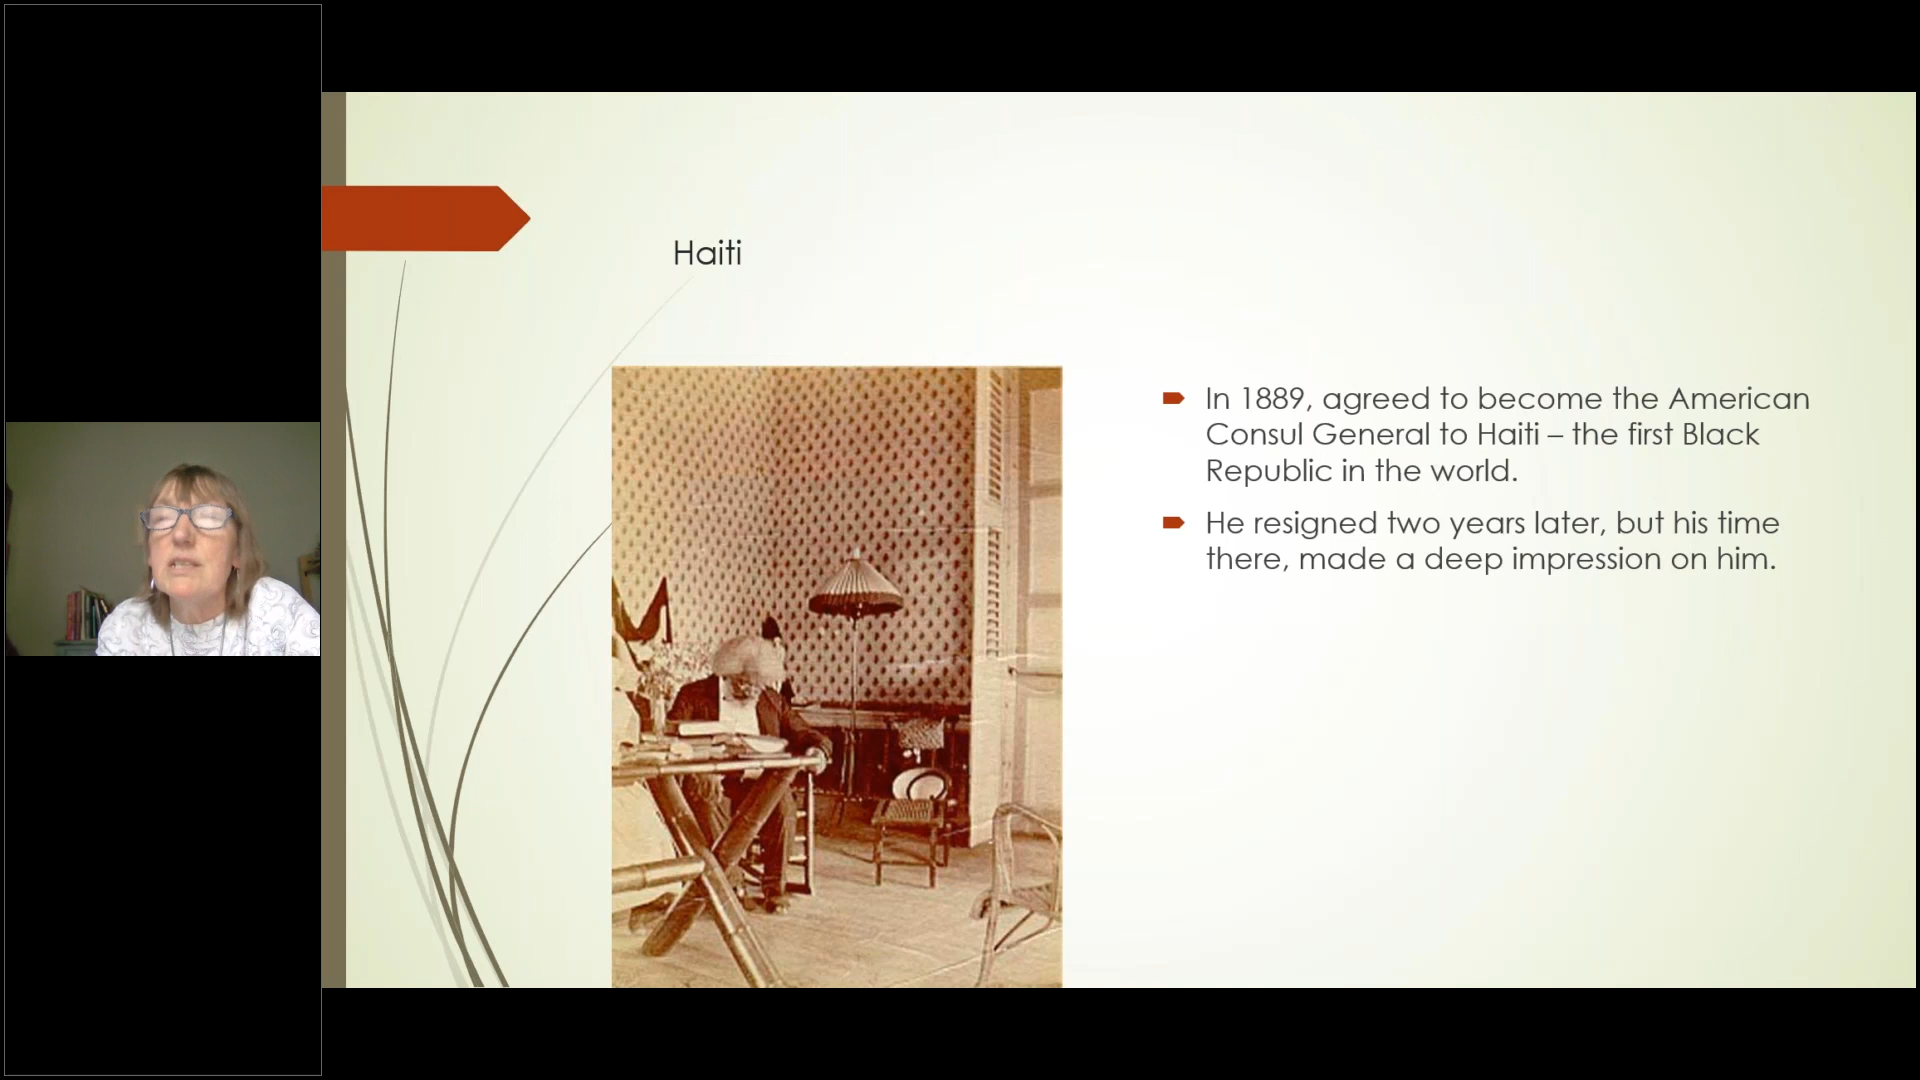 Haiti
In 1889, agreed to become the American
Consul General to Haiti – the first Black
Republic in the world.
He resigned two years later, but his time
there, made a deep impression on him.